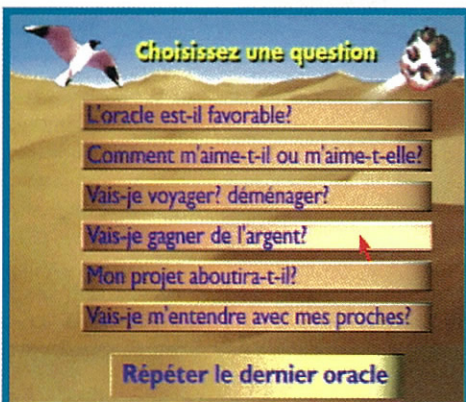 Choisissez une question
L'oracle est-il favorable?
Comment m'aime-t-il ou m'aime-t-elle?
Vais-je voyager? déménager?
Vais-je gagner de l'argent?
Mon projet aboutira-t-il?
Vais-je m'entendre avec mes proches?
Répéter le dernier oracle